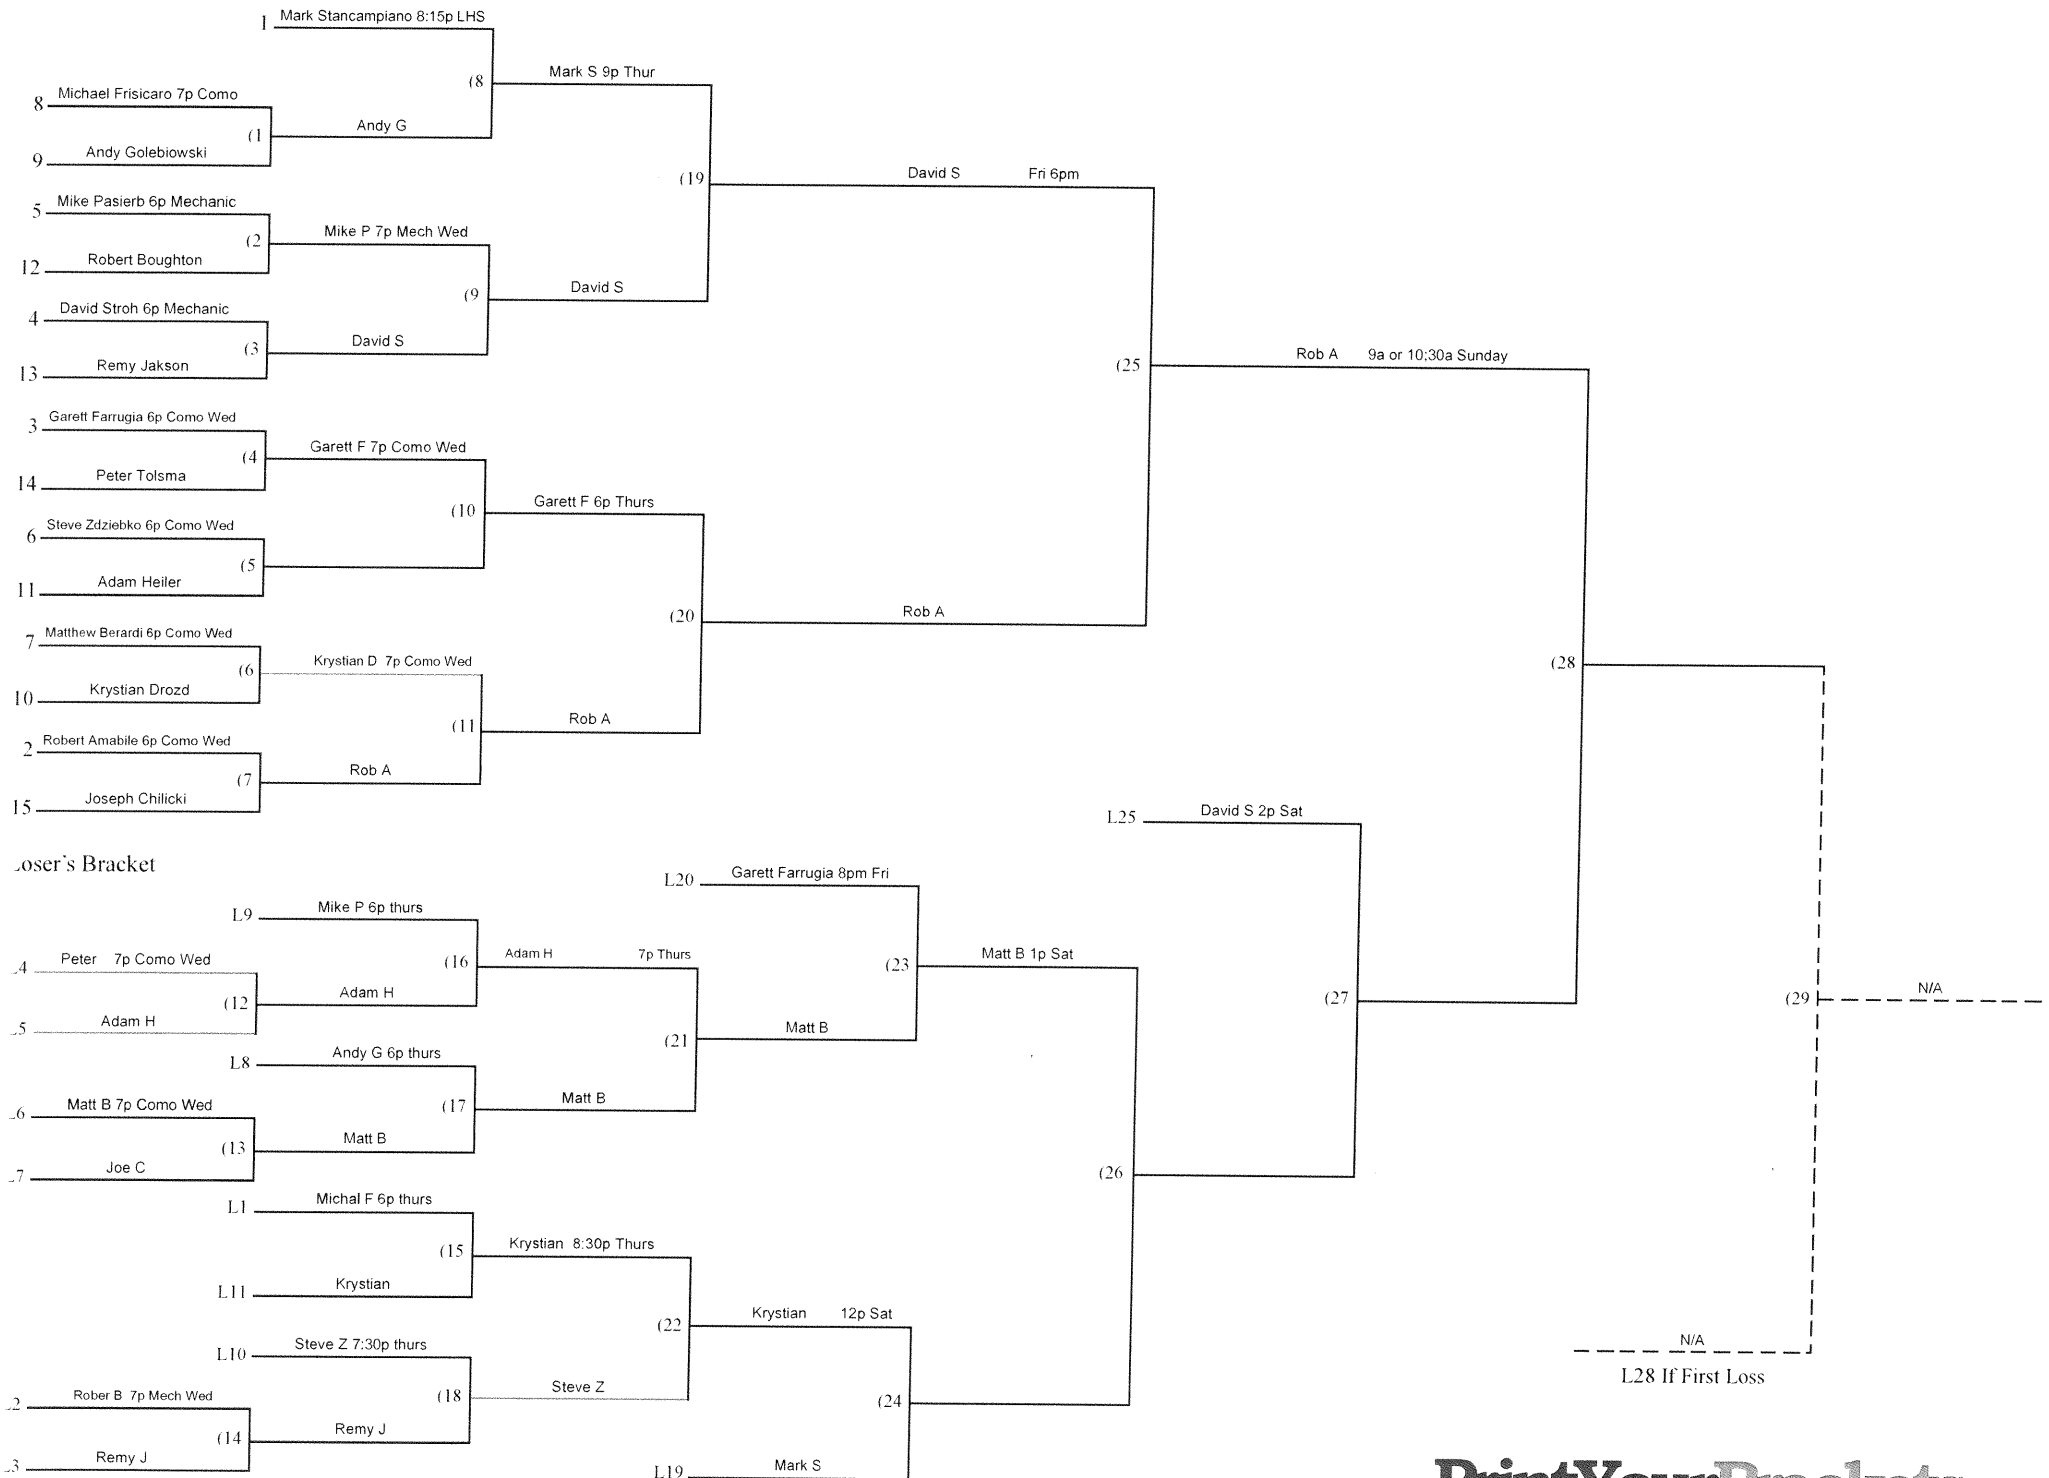 Mark Stancampiano 8:15p LHS
1
(8
Mark S 9p Thur
8
Michael Frisicaro 7p Como
(1
Andy G
9
Andy Golebiowski
(19
David S Fri 6pm
5
Mike Pasierb 6p Mechanic
(2
Mike P 7p Mech Wed
12
Robert Boughton
(9
David S
4
David Stroh 6p Mechanic
(3
David S
13
Remy Jakson
(25
Rob A 9a or 10:30a Sunday
3
Garett Farrugia 6p Como Wed
(4
Garett F 7p Como Wed
14
Peter Tolsma
(10
Garett F 6p Thurs
6
Steve Zdziebko 6p Como Wed
(5
11
Adam Heiler
(20
Rob A
7
Matthew Berardi 6p Como Wed
(6
Krystian D 7p Como Wed
10
Krystian Drozd
(28
(11
Rob A
2
Robert Amabile 6p Como Wed
(7
Rob A
15
Joseph Chilicki
L25
David S 2p Sat
oser's Bracket
L20
Garett Farrugia 8pm Fri
L9
Mike P 6p thurs
4
Peter 7p Como Wed
(16
Adam H 7p Thurs
(23
Matt B 1p Sat
(12
Adam H
5
Adam H
(27
(29
N/A
(21
Matt B
L8
Andy G 6p thurs
6
Matt B 7p Como Wed
(17
Matt B
(13
Matt B
7
Joe C
(26
L1
Michal F 6p thurs
(15
Krystian 8:30p Thurs
L11
Krystian
(22
Krystian 12p Sat
L10
Steve Z 7:30p thurs
N/A
L28 If First Loss
2
Rober B 7p Mech Wed
(18
Steve Z
(24
(14
Remy J
3
Remy J
L19
Mark S
PrintYourBrackets